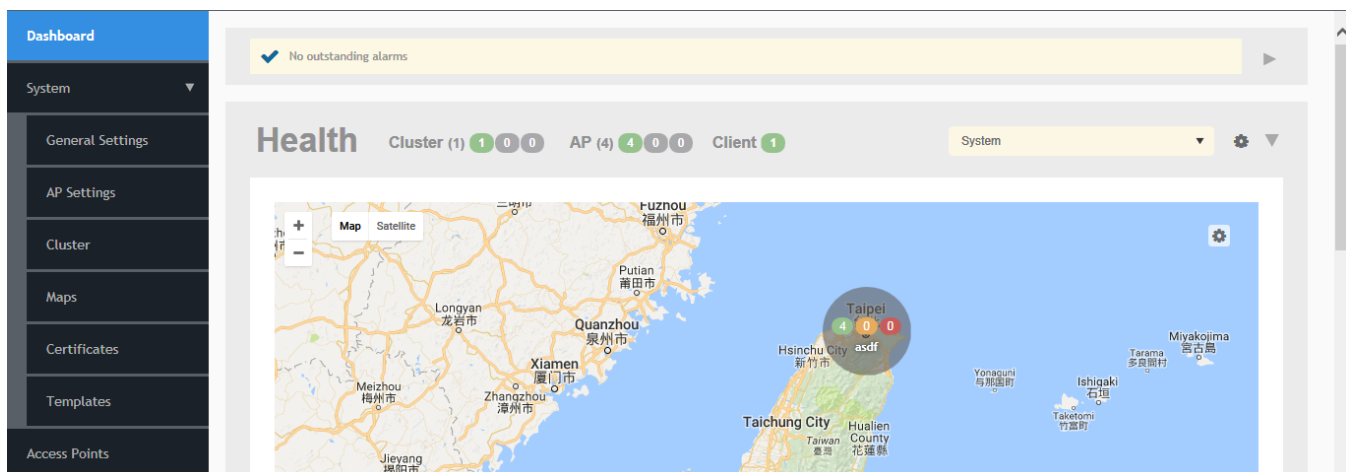 Dashboard
No outstanding alarms
System
General Settings
AP Settings
Cluster
Maps
Certificates
Templates
Access Points
Health Cluster (1) 1 0 0 AP (4) 4 0 0 Client 1
System
+
Map Satellite
−
Fuzhou
福州市
Putian
莆田市
Longyan
龙岩市
Quanzhou
泉州市
Xiamen
厦门市
Meizhou
梅州市
Zhangzhou
漳州市
Jieyang
揭阳市
Taipei
4 0 0
asdf
Hsinchu City
新竹市
Taichung City
Hualien
County
花蓮縣
Taiwan
臺灣
Miyakojima
宮古島
Tarama
多良間村
Yonaguni
与那国町
Ishigaki
石垣
Taketomi
竹富町